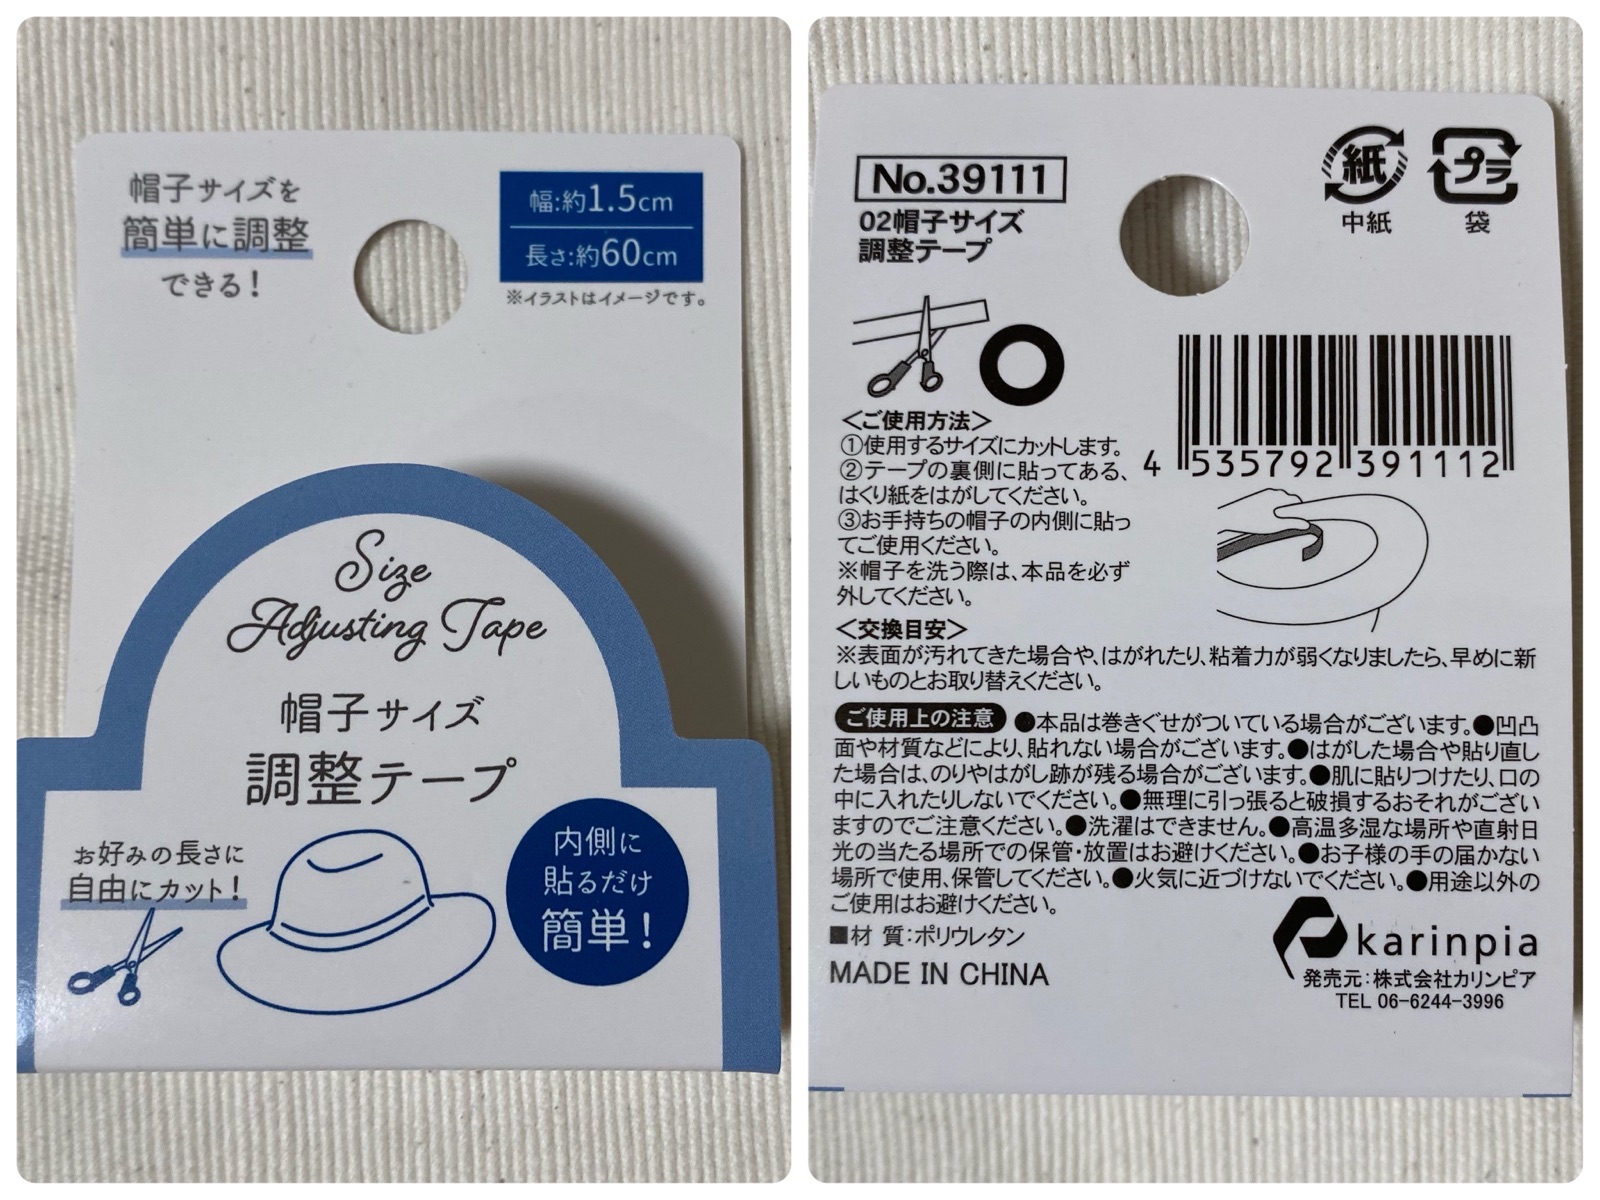 帽子サイズを
簡単に調整
できる!
幅:約1.5cm
長さ:約60cm
※イラストはイメージです。
Size
Adjusting Tape
帽子サイズ
調整テープ
お好みの長さに
自由にカット!
内側に
貼るだけ
簡単!
No.39111
02帽子サイズ
調整テープ
紙
中紙
プラ
袋
<ご使用方法>
①使用するサイズにカットします。
②テープの裏側に貼ってある、
はくり紙をはがしてください。
③お手持ちの帽子の内側に貼っ
てご使用ください。
※帽子を洗う際は、本品を必ず
外してください。
4 535792 391112
<交換目安>
※表面が汚れてきた場合や、はがれたり、粘着力が弱くなりましたら、早めに新
しいものとお取り替えください。
ご使用上の注意 ●本品は巻きぐせがついている場合がございます。●凹凸
面や材質などにより、貼れない場合がございます。●はがした場合や貼り直し
た場合は、のりやはがし跡が残る場合がございます。●肌に貼りつけたり、口の
中に入れたりしないでください。●無理に引っ張ると破損するおそれがござい
ますのでご注意ください。●洗濯はできません。●高温多湿な場所や直射日
光の当たる場所での保管・放置はお避けください。●お子様の手の届かない
場所で使用、保管してください。●火気に近づけないでください。●用途以外の
ご使用はお避けください。
■材 質:ポリウレタン
MADE IN CHINA
karinpia
発売元:株式会社カリンピア
TEL 06-6244-3996